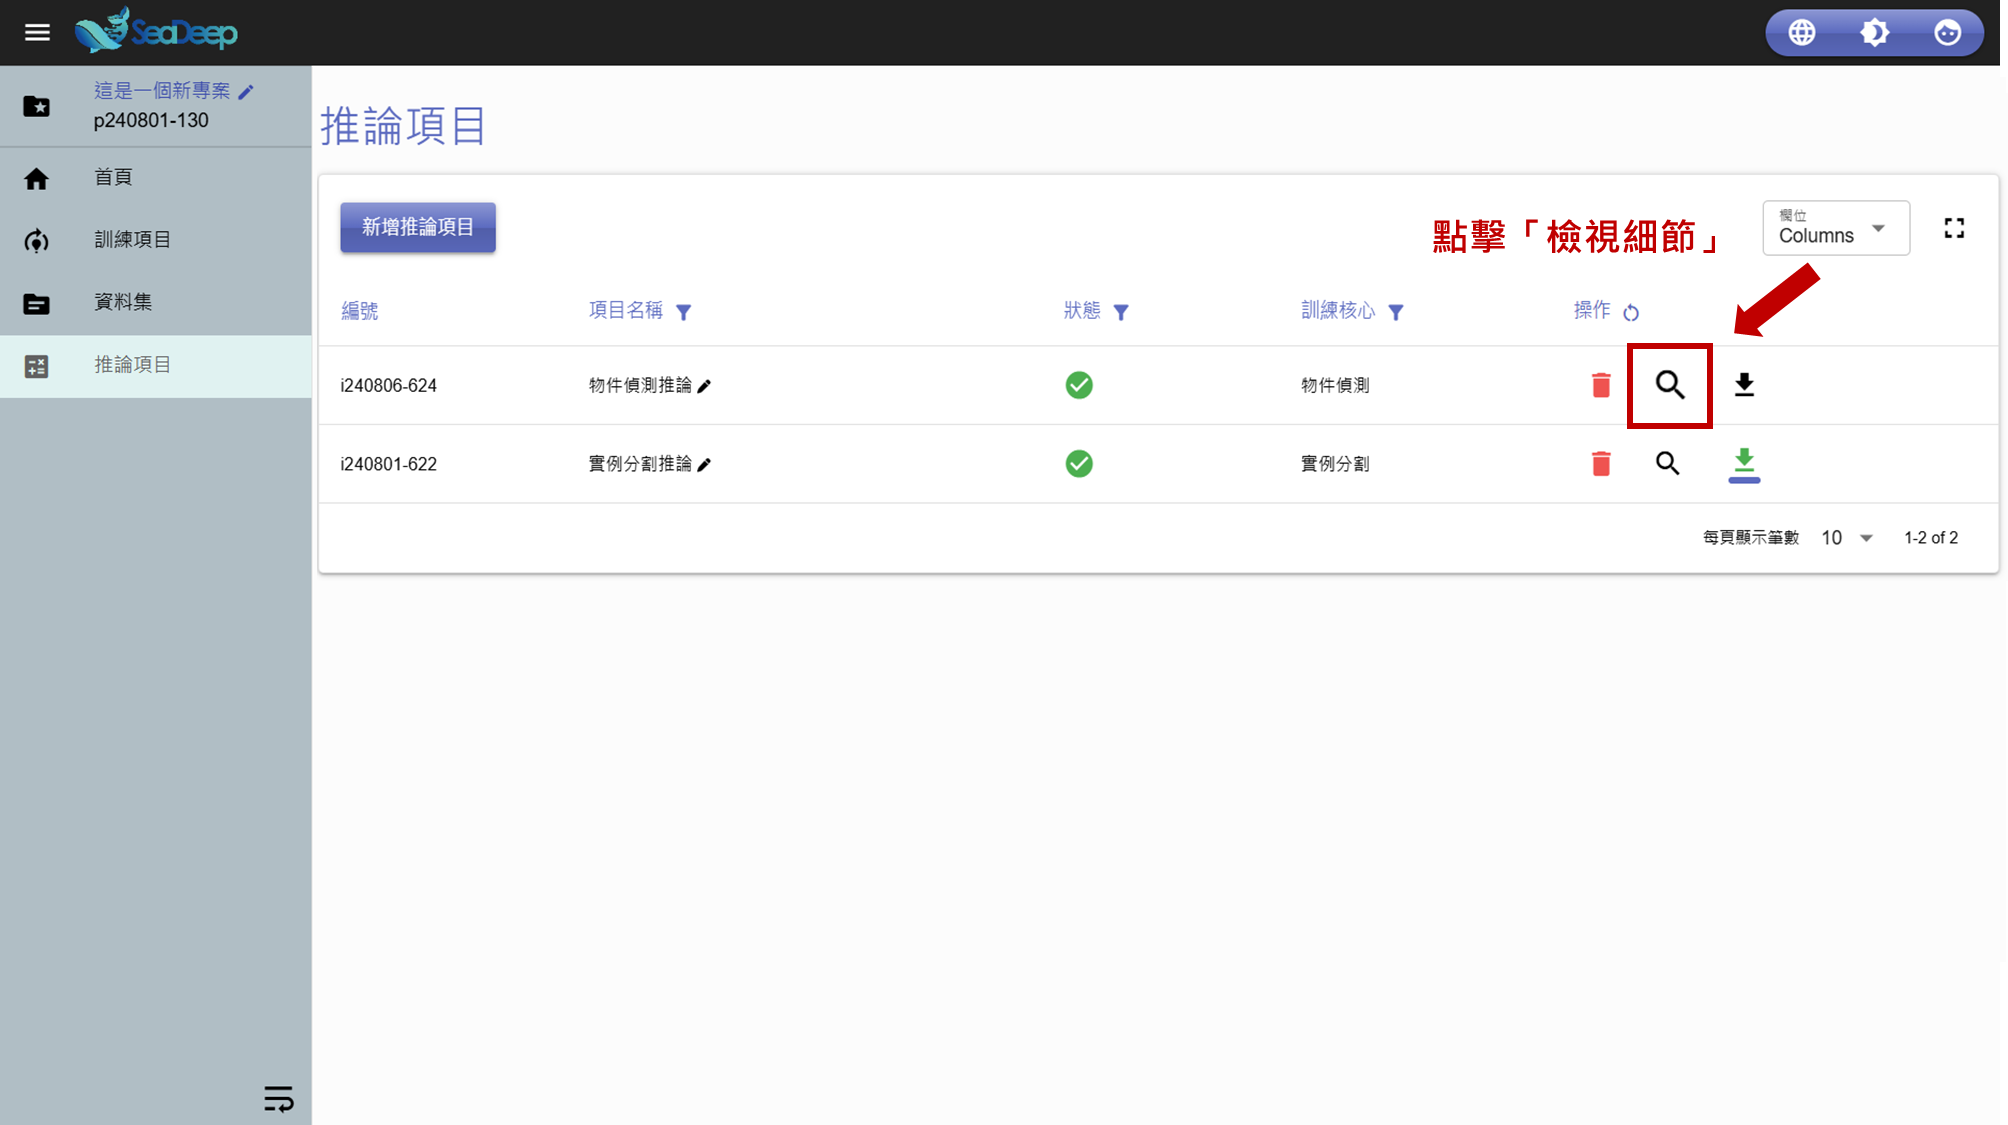 SeaDeep
這是一個新專案
p240801-130
首頁
訓練項目
資料集
推論項目
推論項目
新增推論項目
點擊「檢視細節」
欄位
Columns
編號 項目名稱 狀態 訓練核心 操作
i240806-624 物件偵測推論 物件偵測
i240801-622 實例分割推論 實例分割
每頁顯示筆數 10 1-2 of 2